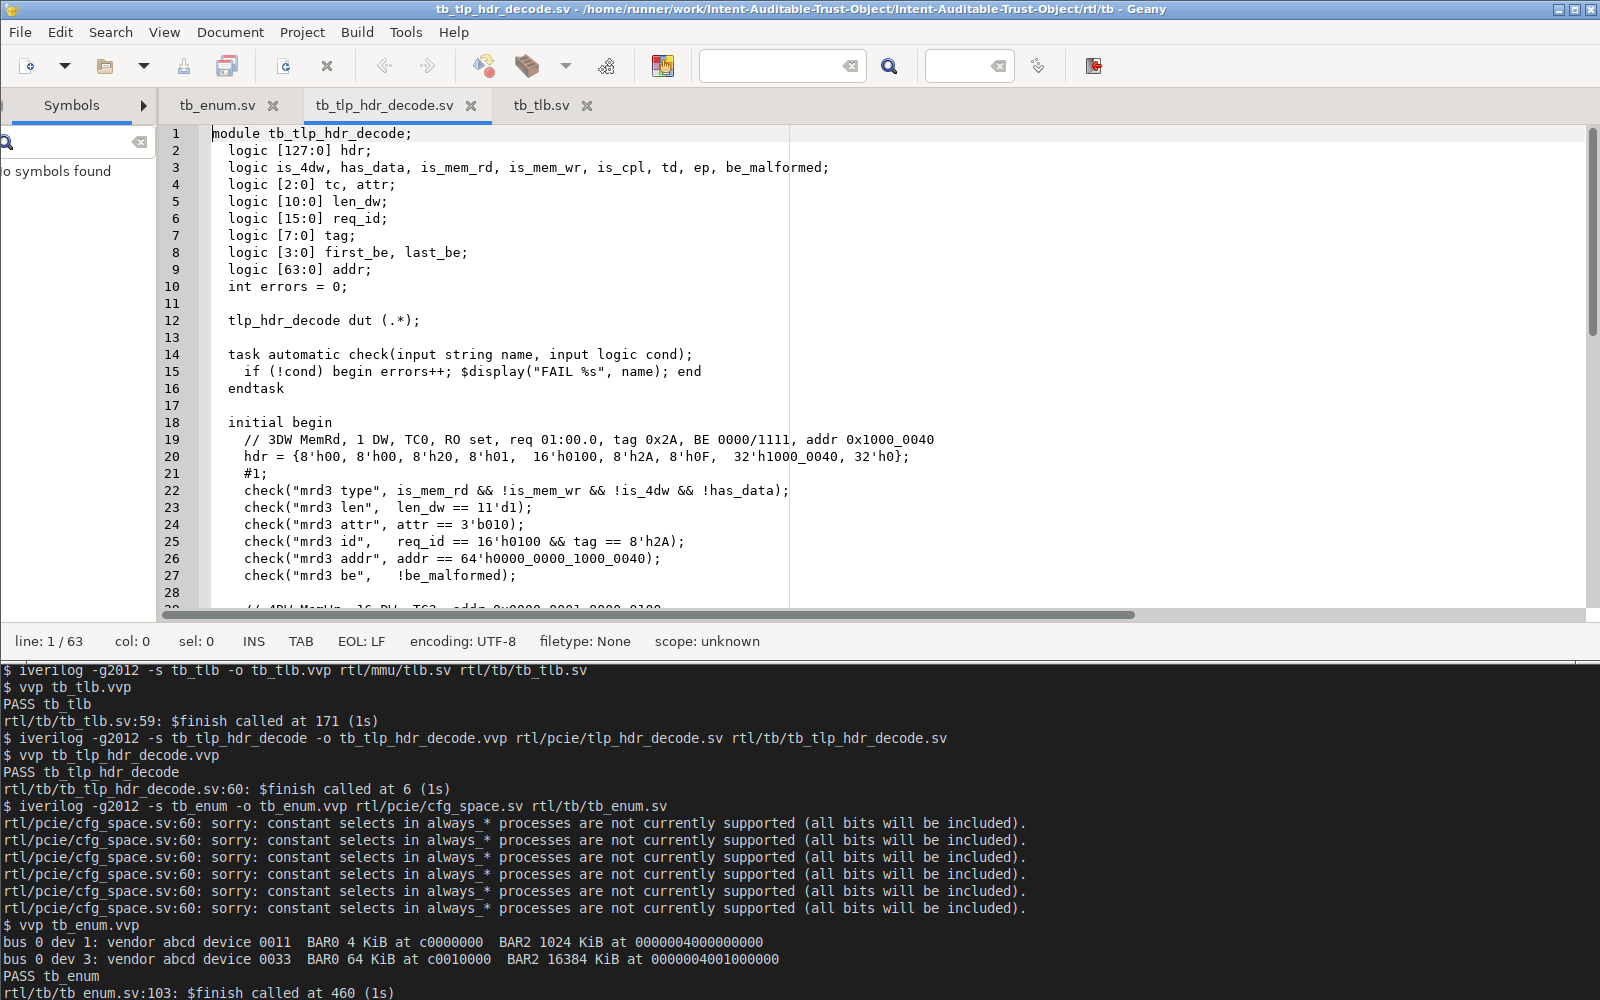 tb_tlp_hdr_decode.sv - /home/runner/work/Intent-Auditable-Trust-Object/Intent-Auditable-Trust-Object/rtl/tb - Geany
File Edit Search View Document Project Build Tools Help
Symbols tb_enum.sv tb_tlp_hdr_decode.sv tb_tlb.sv
lo symbols found
1 module tb_tlp_hdr_decode;
2 logic [127:0] hdr;
3 logic is_4dw, has_data, is_mem_rd, is_mem_wr, is_cpl, td, ep, be_malformed;
4 logic [2:0] tc, attr;
5 logic [10:0] len_dw;
6 logic [15:0] req_id;
7 logic [7:0] tag;
8 logic [3:0] first_be, last_be;
9 logic [63:0] addr;
10 int errors = 0;
11
12 tlp_hdr_decode dut (.*);
13
14 task automatic check(input string name, input logic cond);
15 if (!cond) begin errors++; $display("FAIL %s", name); end
16 endtask
17
18 initial begin
19 // 3DW MemRd, 1 DW, TC0, RO set, req 01:00.0, tag 0x2A, BE 0000/1111, addr 0x1000_0040
20 hdr = {8'h00, 8'h00, 8'h20, 8'h01,  16'h0100, 8'h2A, 8'h0F,  32'h1000_0040, 32'h0};
21 #1;
22 check("mrd3 type", is_mem_rd && !is_mem_wr && !is_4dw && !has_data);
23 check("mrd3 len",  len_dw == 11'd1);
24 check("mrd3 attr", attr == 3'b010);
25 check("mrd3 id",   req_id == 16'h0100 && tag == 8'h2A);
26 check("mrd3 addr", addr == 64'h0000_0000_1000_0040);
27 check("mrd3 be",   !be_malformed);
28
29 // 4DW MemWr, 16 DW, TC2, addr 0x0000_0001_8000_0100
line: 1 / 63 col: 0 sel: 0 INS TAB EOL: LF encoding: UTF-8 filetype: None scope: unknown
$ iverilog -g2012 -s tb_tlb -o tb_tlb.vvp rtl/mmu/tlb.sv rtl/tb/tb_tlb.sv
$ vvp tb_tlb.vvp
PASS tb_tlb
rtl/tb/tb_tlb.sv:59: $finish called at 171 (1s)
$ iverilog -g2012 -s tb_tlp_hdr_decode -o tb_tlp_hdr_decode.vvp rtl/pcie/tlp_hdr_decode.sv rtl/tb/tb_tlp_hdr_decode.sv
$ vvp tb_tlp_hdr_decode.vvp
PASS tb_tlp_hdr_decode
rtl/tb/tb_tlp_hdr_decode.sv:60: $finish called at 6 (1s)
$ iverilog -g2012 -s tb_enum -o tb_enum.vvp rtl/pcie/cfg_space.sv rtl/tb/tb_enum.sv
rtl/pcie/cfg_space.sv:60: sorry: constant selects in always_* processes are not currently supported (all bits will be included).
rtl/pcie/cfg_space.sv:60: sorry: constant selects in always_* processes are not currently supported (all bits will be included).
rtl/pcie/cfg_space.sv:60: sorry: constant selects in always_* processes are not currently supported (all bits will be included).
rtl/pcie/cfg_space.sv:60: sorry: constant selects in always_* processes are not currently supported (all bits will be included).
rtl/pcie/cfg_space.sv:60: sorry: constant selects in always_* processes are not currently supported (all bits will be included).
rtl/pcie/cfg_space.sv:60: sorry: constant selects in always_* processes are not currently supported (all bits will be included).
$ vvp tb_enum.vvp
bus 0 dev 1: vendor abcd device 0011  BAR0 4 KiB at c0000000  BAR2 1024 KiB at 0000004000000000
bus 0 dev 3: vendor abcd device 0033  BAR0 64 KiB at c0010000  BAR2 16384 KiB at 0000004001000000
PASS tb_enum
rtl/tb/tb_enum.sv:103: $finish called at 460 (1s)